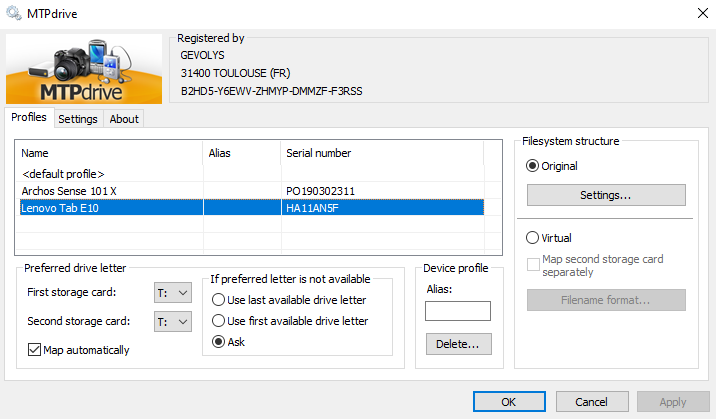 MTPdrive
MTPdrive
Registered by
GEVOLYS
31400 TOULOUSE (FR)
B2HD5-Y6EWV-ZHMYP-DMMZF-F3RSS
Profiles Settings About
Name Alias Serial number
<default profile>
Archos Sense 101 X PO190302311
Lenovo Tab E10 HA11AN5F
Filesystem structure
Original
Settings...
Virtual
Map second storage card
separately
Filename format...
Preferred drive letter
First storage card: T:
Second storage card: T:
Map automatically
If preferred letter is not available
Use last available drive letter
Use first available drive letter
Ask
Device profile
Alias:
Delete...
OK Cancel Apply